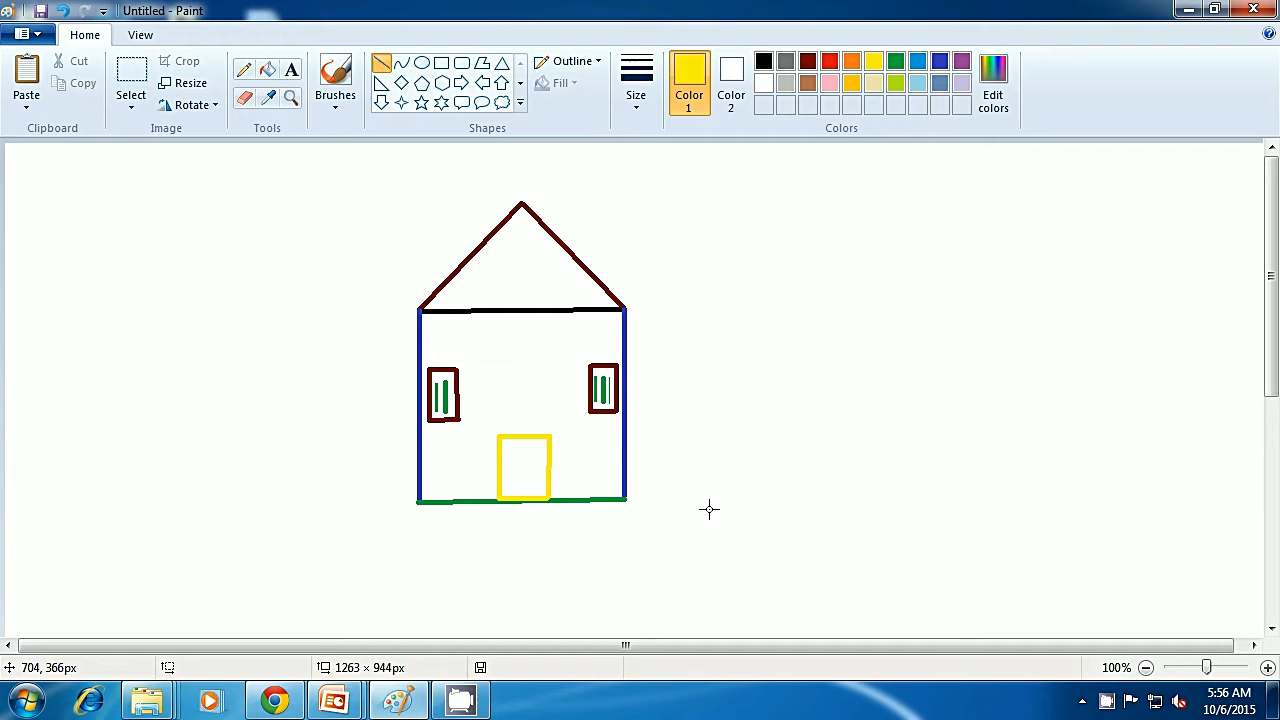 Untitled - Paint
Home View
Paste
Cut
Copy
Clipboard
Select
Crop
Resize
Rotate
Image
A
Tools
Brushes
Shapes
Outline
Fill
Size
Color 1
Color 2
Edit colors
Colors
704, 366px
1263 × 944px
100%
5:56 AM
10/6/2015